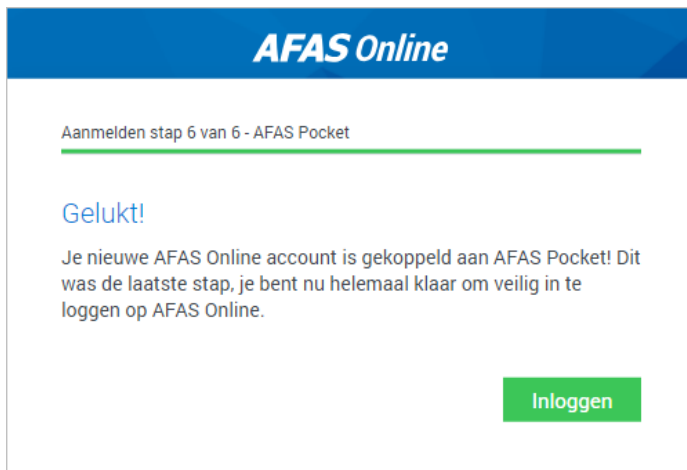 AFAS Online
Aanmelden stap 6 van 6 - AFAS Pocket
Gelukt!
Je nieuwe AFAS Online account is gekoppeld aan AFAS Pocket! Dit
was de laatste stap, je bent nu helemaal klaar om veilig in te
loggen op AFAS Online.
Inloggen